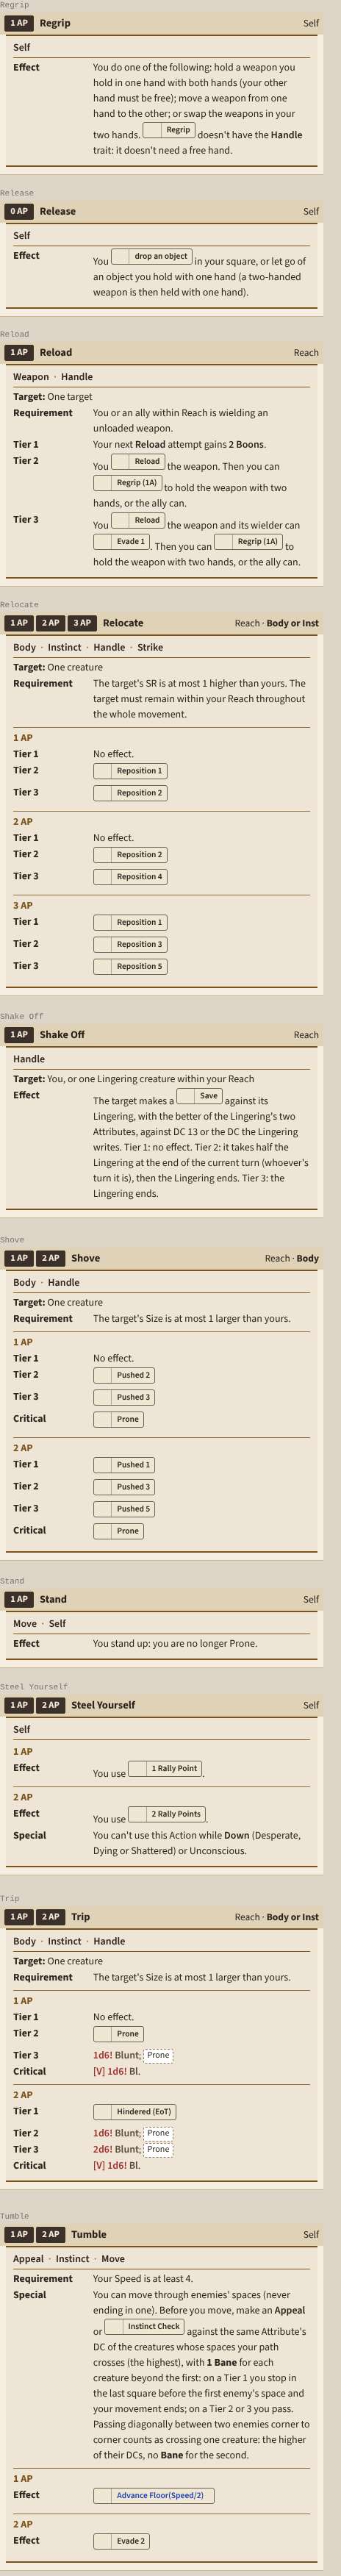 Regrip
1 AP Regrip Self
Self
Effect You do one of the following: hold a weapon you
hold in one hand with both hands (your other
hand must be free); move a weapon from one
hand to the other; or swap the weapons in your
two hands. Regrip doesn't have the Handle
trait: it doesn't need a free hand.
Release
0 AP Release Self
Self
Effect You drop an object in your square, or let go of
an object you hold with one hand (a two-handed
weapon is then held with one hand).
Reload
1 AP Reload Reach
Weapon · Handle
Target: One target
Requirement You or an ally within Reach is wielding an
unloaded weapon.
Tier 1 Your next Reload attempt gains 2 Boons.
Tier 2 You Reload the weapon. Then you can
Regrip (1A) to hold the weapon with two
hands, or the ally can.
Tier 3 You Reload the weapon and its wielder can
Evade 1. Then you can Regrip (1A) to
hold the weapon with two hands, or the ally can.
Relocate
1 AP 2 AP 3 AP Relocate Reach · Body or Inst
Body · Instinct · Handle · Strike
Target: One creature
Requirement The target's SR is at most 1 higher than yours. The
target must remain within your Reach throughout
the whole movement.
1 AP
Tier 1 No effect.
Tier 2 Reposition 1
Tier 3 Reposition 2
2 AP
Tier 1 No effect.
Tier 2 Reposition 2
Tier 3 Reposition 4
3 AP
Tier 1 Reposition 1
Tier 2 Reposition 3
Tier 3 Reposition 5
Shake Off
1 AP Shake Off Reach
Handle
Target: You, or one Lingering creature within your Reach
Effect The target makes a Save against its
Lingering, with the better of the Lingering's two
Attributes, against DC 13 or the DC the Lingering
writes. Tier 1: no effect. Tier 2: it takes half the
Lingering at the end of the current turn (whoever's
turn it is), then the Lingering ends. Tier 3: the
Lingering ends.
Shove
1 AP 2 AP Shove Reach · Body
Body · Handle
Target: One creature
Requirement The target's Size is at most 1 larger than yours.
1 AP
Tier 1 No effect.
Tier 2 Pushed 2
Tier 3 Pushed 3
Critical Prone
2 AP
Tier 1 Pushed 1
Tier 2 Pushed 3
Tier 3 Pushed 5
Critical Prone
Stand
1 AP Stand Self
Move · Self
Effect You stand up: you are no longer Prone.
Steel Yourself
1 AP 2 AP Steel Yourself Self
Self
1 AP
Effect You use 1 Rally Point.
2 AP
Effect You use 2 Rally Points.
Special You can't use this Action while Down (Desperate,
Dying or Shattered) or Unconscious.
Trip
1 AP 2 AP Trip Reach · Body or Inst
Body · Instinct · Handle
Target: One creature
Requirement The target's Size is at most 1 larger than yours.
1 AP
Tier 1 No effect.
Tier 2 Prone
Tier 3 1d6! Blunt; Prone
Critical [V] 1d6! Bl.
2 AP
Tier 1 Hindered (EoT)
Tier 2 1d6! Blunt; Prone
Tier 3 2d6! Blunt; Prone
Critical [V] 1d6! Bl.
Tumble
1 AP 2 AP Tumble Self
Appeal · Instinct · Move
Requirement Your Speed is at least 4.
Special You can move through enemies' spaces (never
ending in one). Before you move, make an Appeal
or Instinct Check against the same Attribute's
DC of the creatures whose spaces your path
crosses (the highest), with 1 Bane for each
creature beyond the first: on a Tier 1 you stop in
the last square before the first enemy's space and
your movement ends; on a Tier 2 or 3 you pass.
Passing diagonally between two enemies corner to
corner counts as crossing one creature: the higher
of their DCs, no Bane for the second.
1 AP
Effect Advance Floor(Speed/2)
2 AP
Effect Evade 2